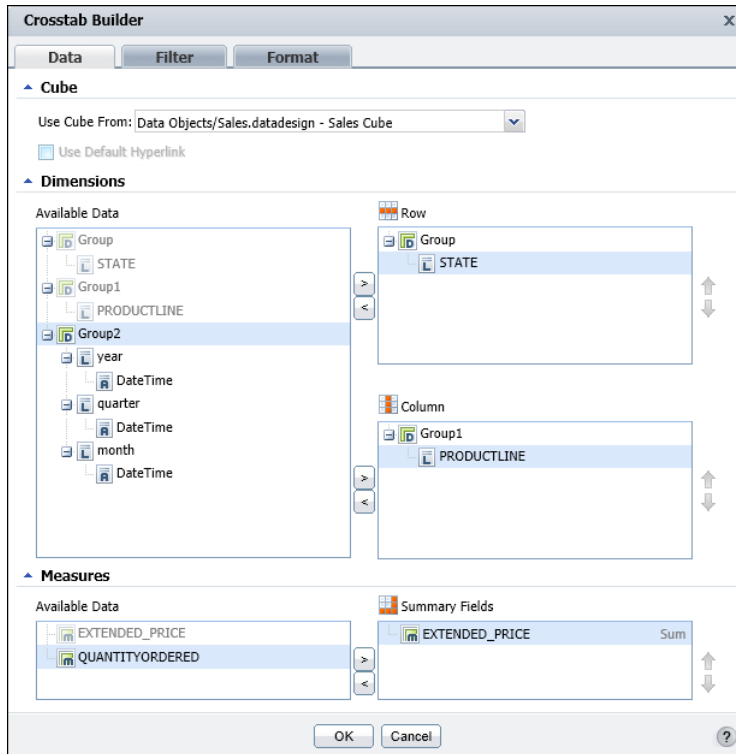 Crosstab Builder x
Data Filter Format
Cube
Use Cube From: Data Objects/Sales.datadesign - Sales Cube
Use Default Hyperlink
Dimensions
Available Data
Group
STATE
Group1
PRODUCTLINE
Group2
year
DateTime
quarter
DateTime
month
DateTime
>
<
>
<
Row
Group
STATE
Column
Group1
PRODUCTLINE
Measures
Available Data
EXTENDED_PRICE
QUANTITYORDERED
>
<
Summary Fields
EXTENDED_PRICE Sum
OK Cancel ?